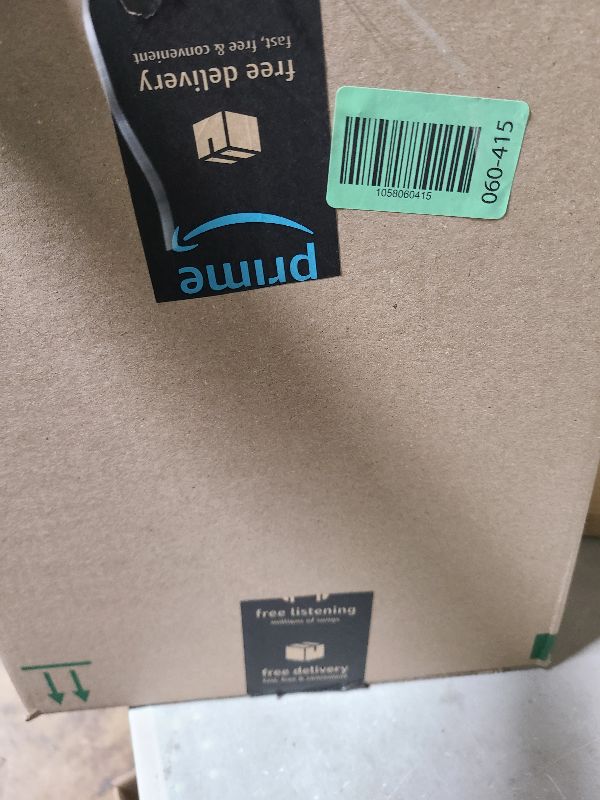 prime
free delivery
fast, free & convenient
1058060415
060-415
free listening
millions of songs
free delivery
fast, free & convenient